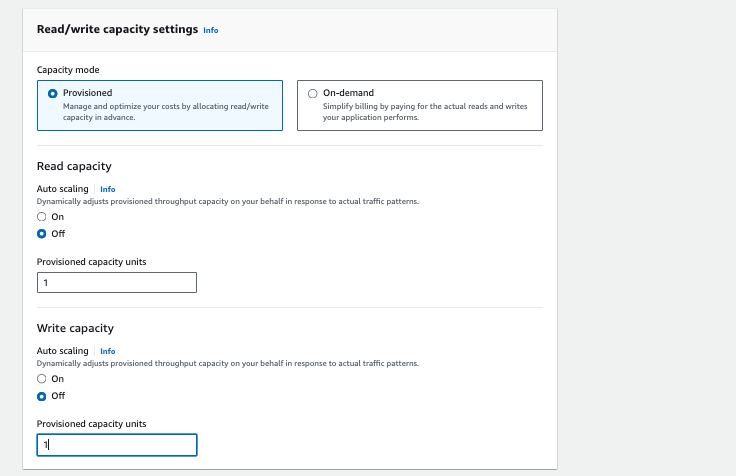 Read/write capacity settings Info
Capacity mode
Provisioned
Manage and optimize your costs by allocating read/write
capacity in advance.
On-demand
Simplify billing by paying for the actual reads and writes
your application performs.
Read capacity
Auto scaling Info
Dynamically adjusts provisioned throughput capacity on your behalf in response to actual traffic patterns.
On
Off
Provisioned capacity units
1
Write capacity
Auto scaling Info
Dynamically adjusts provisioned throughput capacity on your behalf in response to actual traffic patterns.
On
Off
Provisioned capacity units
1